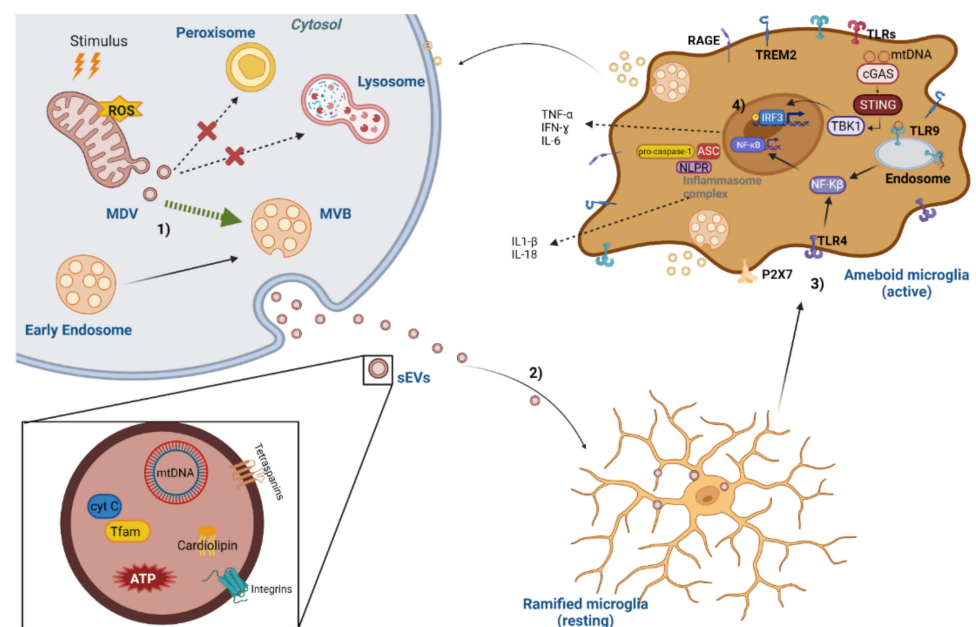 Cytosol
Stimulus
Peroxisome
ROS
Lysosome
MDV
1)
MVB
Early Endosome
sEVs
2)
mtDNA
Tetraspanins
cyt C
Tfam
Cardiolipin
ATP
Integrins
Ramified microglia
(resting)
3)
Ameboid microglia
(active)
RAGE
TREM2
TLRs
mtDNA
cGAS
STING
TBK1
4)
P
IRF3
NF-κB
TLR9
Endosome
NF-Kβ
TLR4
P2X7
pro-caspase-1
ASC
NLPR
Inflammasome
complex
TNF-α
IFN-ɣ
IL-6
IL1-β
IL-18